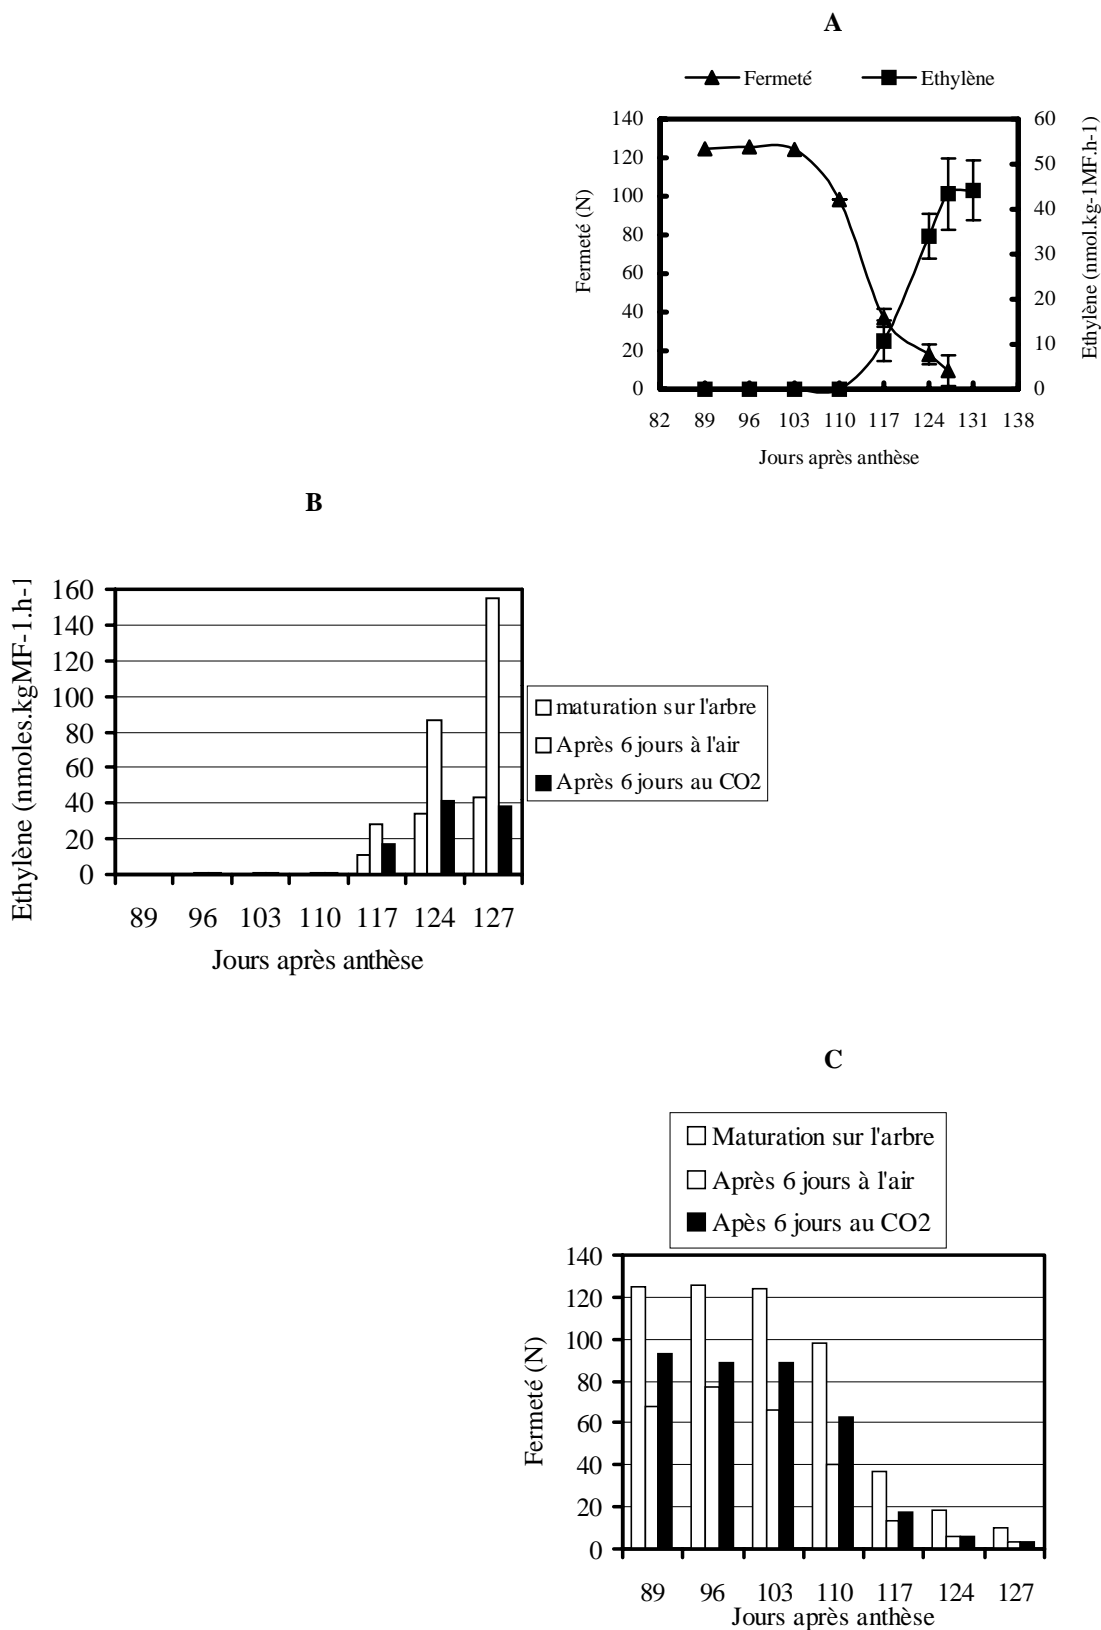 A
Fermeté Ethylène
140
120
100
80
60
40
20
0
Fermeté (N)
60
50
40
30
20
10
0
Ethylène (nmol.kg-1MF.h-1)
82 89 96 103 110 117 124 131 138
Jours après anthèse
B
Ethylène (nmoles.kgMF-1.h-1
160
140
120
100
80
60
40
20
0
maturation sur l'arbre
Après 6 jours à l'air
Après 6 jours au CO2
89 96 103 110 117 124 127
Jours après anthèse
C
Maturation sur l'arbre
Après 6 jours à l'air
Apès 6 jours au CO2
Fermeté (N)
140
120
100
80
60
40
20
0
89 96 103 110 117 124 127
Jours après anthèse